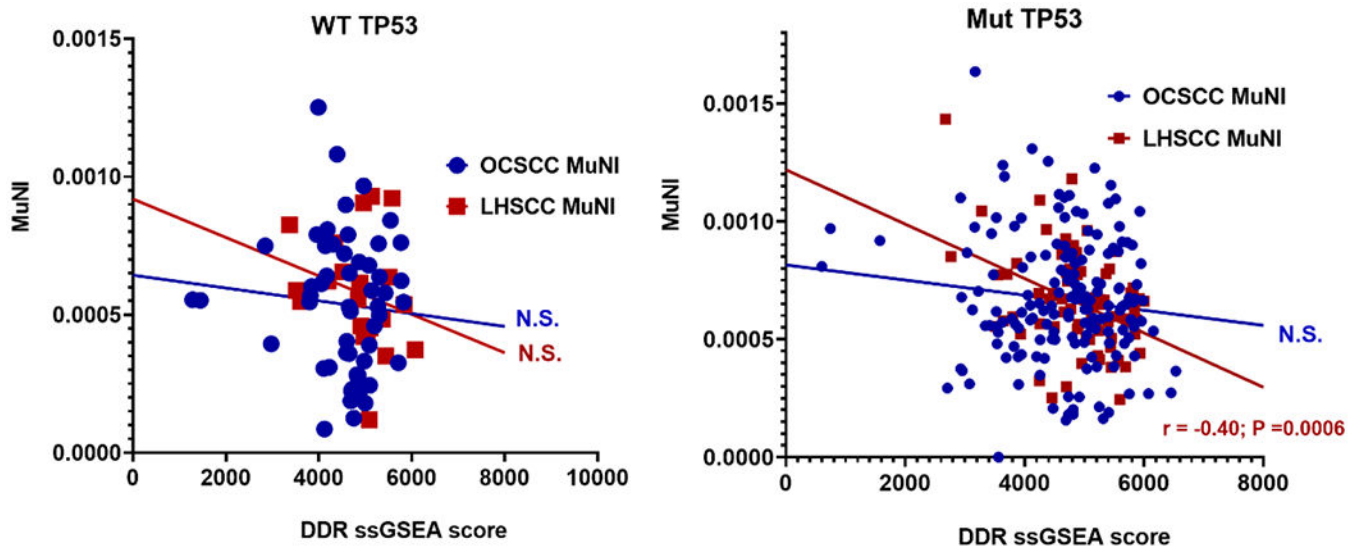 WT TP53
0.0015
0.0010
0.0005
0.0000
MuNI
OCSCC MuNI
LHSCC MuNI
N.S.
N.S.
0 2000 4000 6000 8000 10000
DDR ssGSEA score
Mut TP53
0.0015
0.0010
0.0005
0.0000
MuNI
OCSCC MuNI
LHSCC MuNI
N.S.
r = -0.40; P =0.0006
0 2000 4000 6000 8000
DDR ssGSEA score